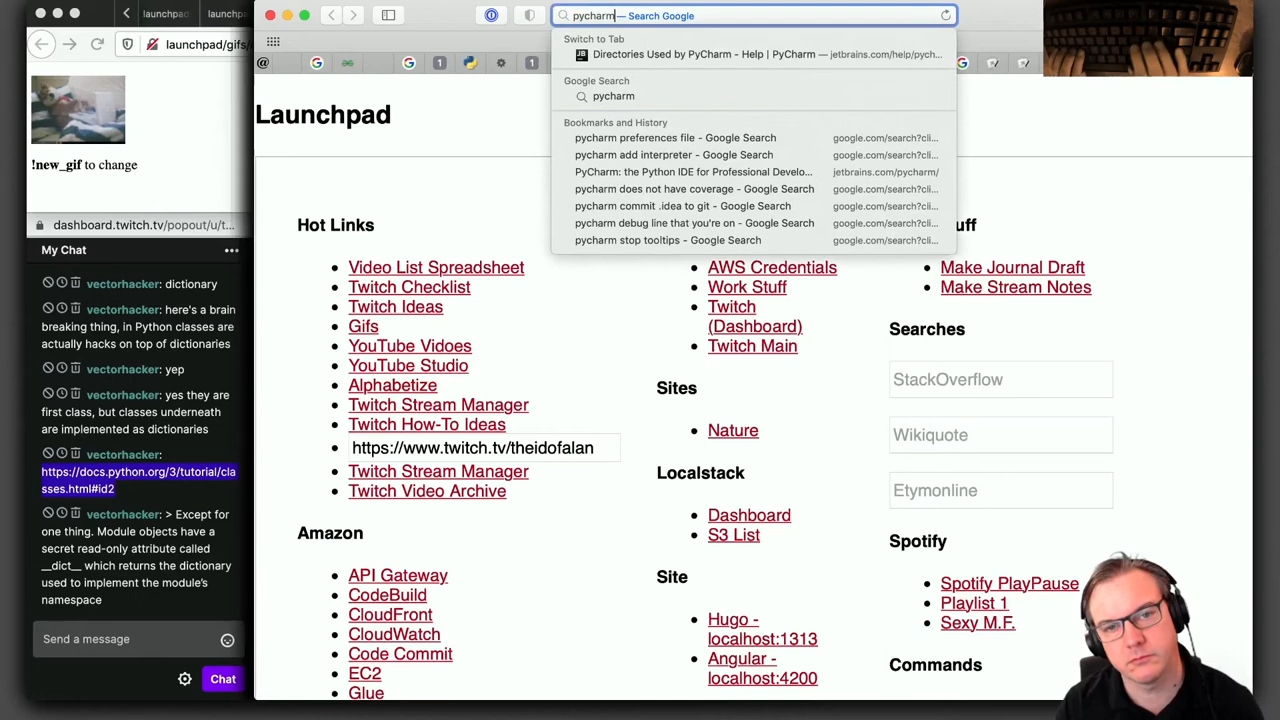 launchpad
launchp
launchpad/gifs/
!new_gif to change
dashboard.twitch.tv/popout/u/t...
My Chat
vectorhacker: dictionary
vectorhacker: here's a brain
breaking thing, in Python classes are
actually hacks on top of dictionaries
vectorhacker: yep
vectorhacker: yes they are
first class, but classes underneath
are implemented as dictionaries
vectorhacker:
https://docs.python.org/3/tutorial/cla
sses.html#id2
vectorhacker: > Except for
one thing. Module objects have a
secret read-only attribute called
__dict__ which returns the dictionary
used to implement the module's
namespace
Send a message
Chat
pycharm — Search Google
Switch to Tab
Directories Used by PyCharm - Help | PyCharm — jetbrains.com/help/pych...
Google Search
pycharm
Bookmarks and History
pycharm preferences file - Google Search google.com/search?cli...
pycharm add interpreter - Google Search google.com/search?cli...
PyCharm: the Python IDE for Professional Develo... jetbrains.com/pycharm/
pycharm does not have coverage - Google Search google.com/search?cli...
pycharm commit .idea to git - Google Search google.com/search?cli...
pycharm debug line that you're on - Google Search google.com/search?cli...
pycharm stop tooltips - Google Search google.com/search?cli...
Launchpad
Hot Links
Video List Spreadsheet
Twitch Checklist
Twitch Ideas
Gifs
YouTube Vidoes
YouTube Studio
Alphabetize
Twitch Stream Manager
Twitch How-To Ideas
https://www.twitch.tv/theidofalan
Twitch Stream Manager
Twitch Video Archive
Amazon
API Gateway
CodeBuild
CloudFront
CloudWatch
Code Commit
EC2
Glue
AWS Credentials
Work Stuff
Twitch
(Dashboard)
Twitch Main
Sites
Nature
Localstack
Dashboard
S3 List
Site
Hugo -
localhost:1313
Angular -
localhost:4200
Make Journal Draft
Make Stream Notes
Searches
StackOverflow
Wikiquote
Etymonline
Spotify
Spotify PlayPause
Playlist 1
Sexy M.F.
Commands